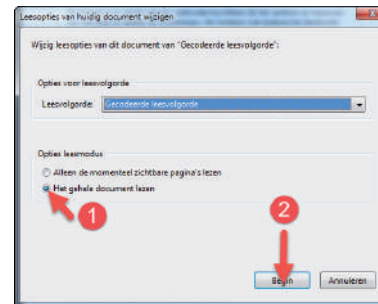 Leesopties van huidig document wijzigen
Wijzig leesopties van dit document van "Gecodeerde leesvolgorde":
Opties voor leesvolgorde
Leesvolgorde: Gecodeerde leesvolgorde
Opties leesmodus
Alleen de momenteel zichtbare pagina's lezen
Het gehele document lezen
1
2
Begin Annuleren